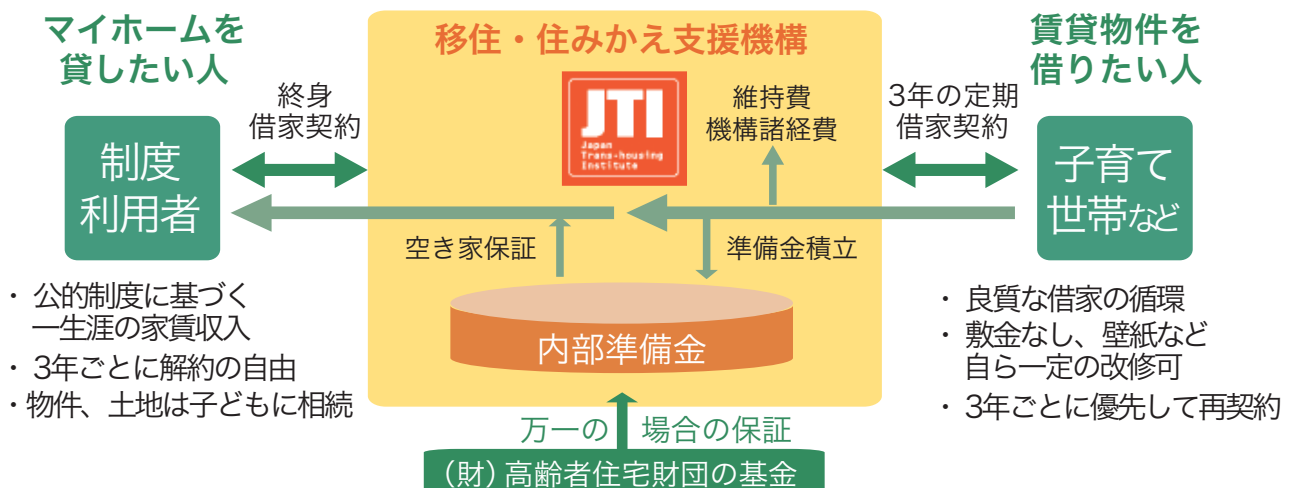 マイホームを
貸したい人
終身
借家契約
制度
利用者
・ 公的制度に基づく
一生涯の家賃収入
・ 3年ごとに解約の自由
・物件、土地は子どもに相続
移住・住みかえ支援機構
JTI
Japan
Trans-housing
Institute
維持費
機構諸経費
空き家保証
準備金積立
内部準備金
万一の 場合の保証
（財）高齢者住宅財団の基金
賃貸物件を
借りたい人
3年の定期
借家契約
子育て
世帯など
・ 良質な借家の循環
・ 敷金なし、壁紙など
自ら一定の改修可
・ 3年ごとに優先して再契約